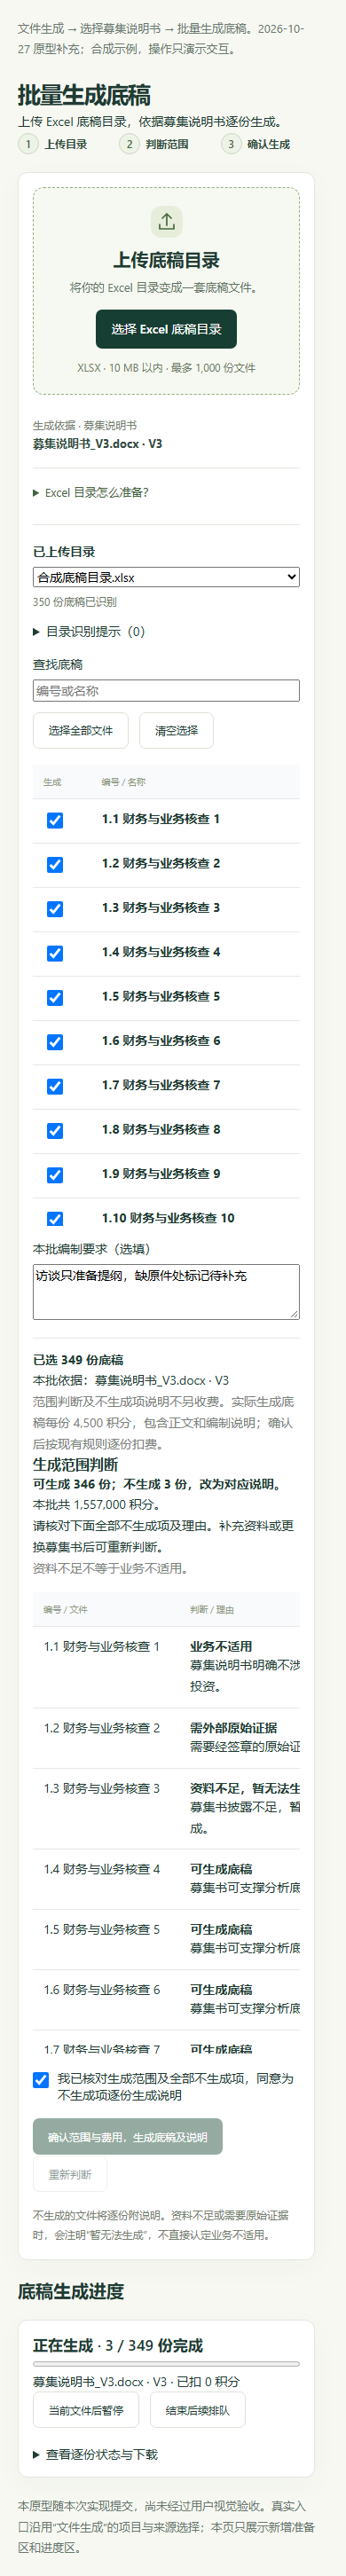 文件生成 → 选择募集说明书 → 批量生成底稿。2026-10-
27 原型补充；合成示例，操作只演示交互。
批量生成底稿
上传 Excel 底稿目录，依据募集说明书逐份生成。
1 上传目录 2 判断范围 3 确认生成
上传底稿目录
将你的 Excel 目录变成一套底稿文件。
选择 Excel 底稿目录
XLSX · 10 MB 以内 · 最多 1,000 份文件
生成依据 · 募集说明书
募集说明书_V3.docx · V3
▶ Excel 目录怎么准备？
已上传目录
合成底稿目录.xlsx
350 份底稿已识别
▶ 目录识别提示（0）
查找底稿
编号或名称
选择全部文件 清空选择
生成 编号 / 名称
1.1 财务与业务核查 1
1.2 财务与业务核查 2
1.3 财务与业务核查 3
1.4 财务与业务核查 4
1.5 财务与业务核查 5
1.6 财务与业务核查 6
1.7 财务与业务核查 7
1.8 财务与业务核查 8
1.9 财务与业务核查 9
1.10 财务与业务核查 10
本批编制要求（选填）
访谈只准备提纲，缺原件处标记待补充
已选 349 份底稿
本批依据：募集说明书_V3.docx · V3
范围判断及不生成项说明不另收费。实际生成底
稿每份 4,500 积分，包含正文和编制说明；确认
后按现有规则逐份扣费。
生成范围判断
可生成 346 份；不生成 3 份，改为对应说明。
本批共 1,557,000 积分。
请核对下面全部不生成项及理由。补充资料或更
换募集书后可重新判断。
资料不足不等于业务不适用。
编号 / 文件 判断 / 理由
1.1 财务与业务核查 1 业务不适用
募集说明书明确不涉
投资。
1.2 财务与业务核查 2 需外部原始证据
需要经签章的原始证
1.3 财务与业务核查 3 资料不足，暂无法生
募集书披露不足，暂
成。
1.4 财务与业务核查 4 可生成底稿
募集书可支撑分析底
1.5 财务与业务核查 5 可生成底稿
募集书可支撑分析底
1.6 财务与业务核查 6 可生成底稿
募集书可支撑分析底
1.7 财务与业务核查 7 可生成底稿
我已核对生成范围及全部不生成项，同意为
不生成项逐份生成说明
确认范围与费用，生成底稿及说明
重新判断
不生成的文件将逐份附说明。资料不足或需要原始证据
时，会注明“暂无法生成”，不直接认定业务不适用。
底稿生成进度
正在生成 · 3 / 349 份完成
募集说明书_V3.docx · V3 · 已扣 0 积分
当前文件后暂停 结束后续排队
▶ 查看逐份状态与下载
本原型随本次实现提交，尚未经过用户视觉验收。真实入
口沿用“文件生成”的项目与来源选择；本页只展示新增准备
区和进度区。